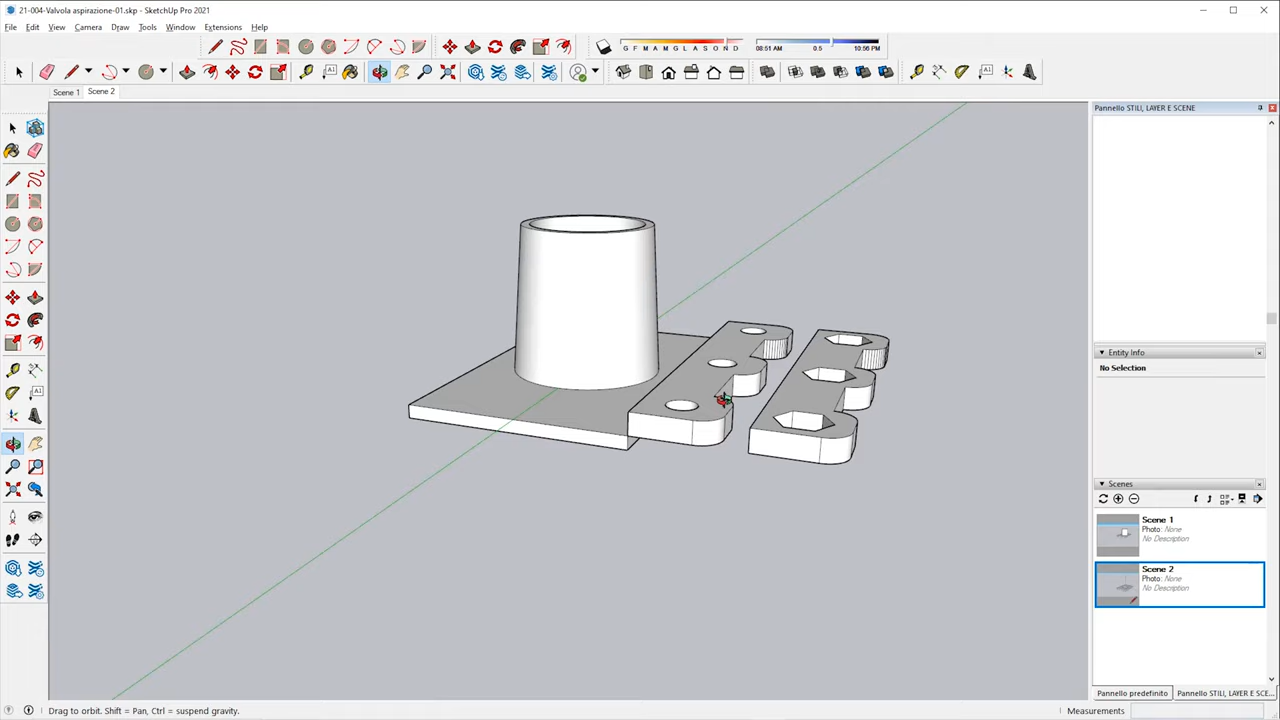 21-004-Valvola aspirazione-01.skp - SketchUp Pro 2021
File Edit View Camera Draw Tools Window Extensions Help
G F M A M G L A S O N D 08:51 AM 0.5 10:56 PM
Scene 1 Scene 2
Pannello STILI, LAYER E SCENE
Entity Info
No Selection
Scenes
Scene 1
Photo: None
No Description
Scene 2
Photo: None
No Description
Pannello predefinito Pannello STILI, LAYER E SCE...
Drag to orbit. Shift = Pan, Ctrl = suspend gravity.
Measurements